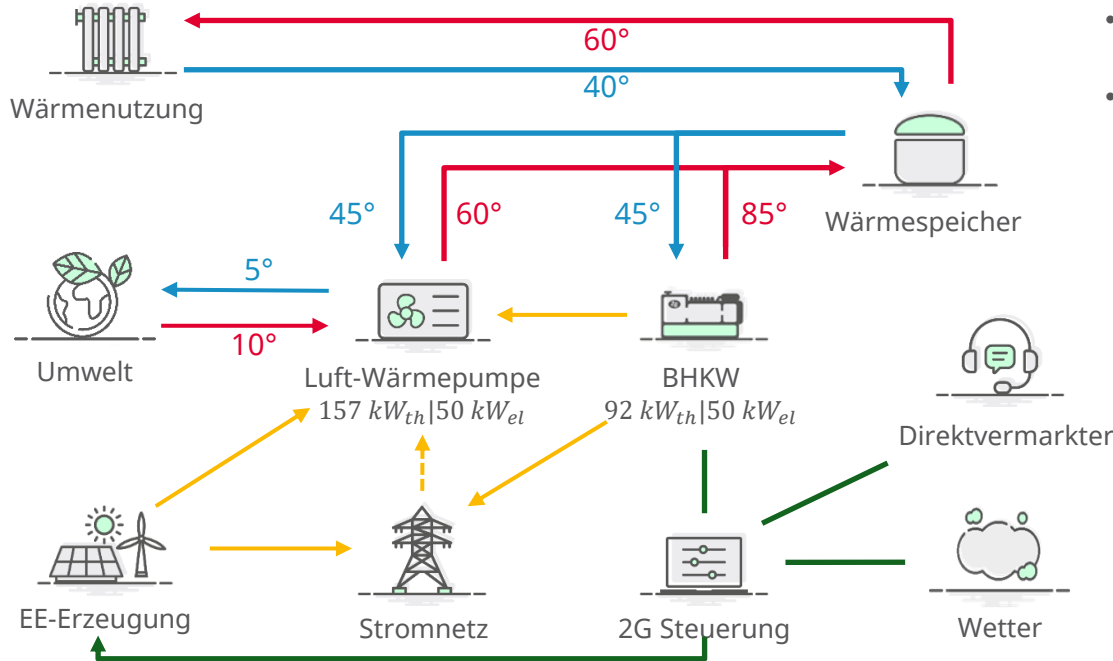 60°
40°
Wärmenutzung
45°
60°
45°
85°
Wärmespeicher
5°
10°
Umwelt
Luft-Wärmepumpe
157 kW_th|50 kW_el
BHKW
92 kW_th|50 kW_el
Direktvermarkter
EE-Erzeugung
Stromnetz
2G Steuerung
Wetter